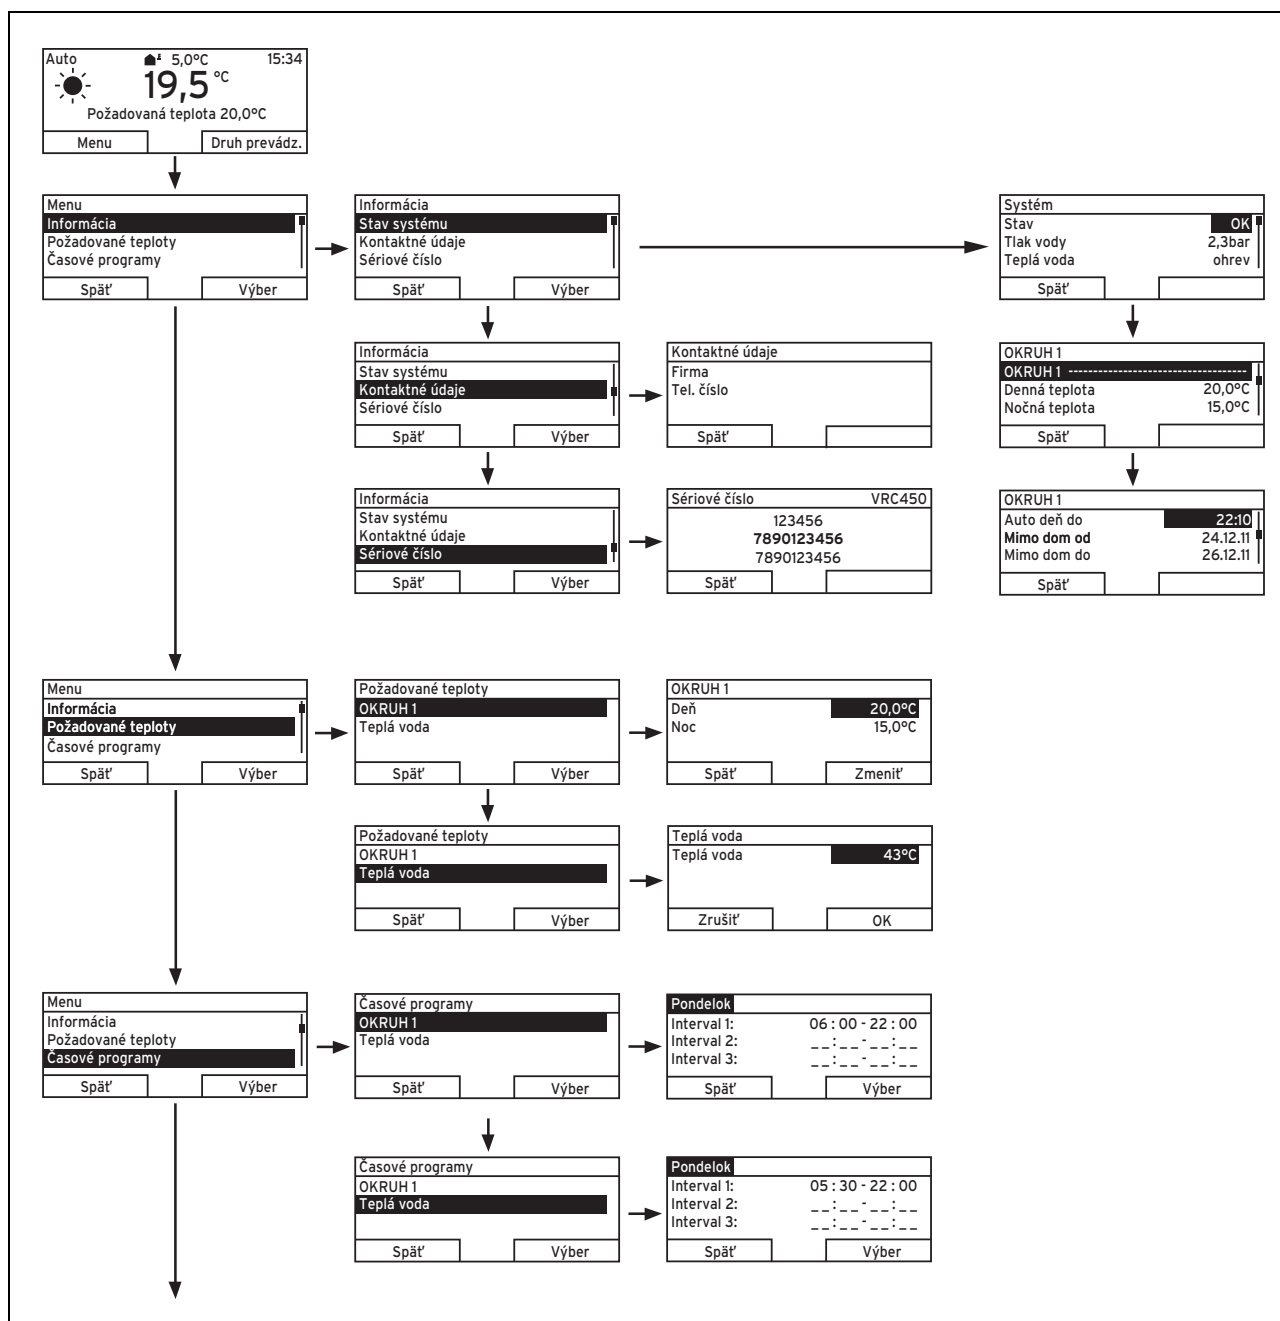 Auto 5,0°C 15:34
19,5 °C
Požadovaná teplota 20,0°C
Menu Druh prevádz.
Menu
Informácia
Požadované teploty
Časové programy
Späť Výber
Informácia
Stav systému
Kontaktné údaje
Sériové číslo
Späť Výber
Systém
Stav OK
Tlak vody 2,3bar
Teplá voda ohrev
Späť
Informácia
Stav systému
Kontaktné údaje
Sériové číslo
Späť Výber
Kontaktné údaje
Firma
Tel. číslo
Späť
OKRUH 1
OKRUH 1 ------------------------------------
Denná teplota 20,0°C
Nočná teplota 15,0°C
Späť
Informácia
Stav systému
Kontaktné údaje
Sériové číslo
Späť Výber
Sériové číslo VRC450
123456
7890123456
7890123456
Späť
OKRUH 1
Auto deň do 22:10
Mimo dom od 24.12.11
Mimo dom do 26.12.11
Späť
Menu
Informácia
Požadované teploty
Časové programy
Späť Výber
Požadované teploty
OKRUH 1
Teplá voda
Späť Výber
OKRUH 1
Deň 20,0°C
Noc 15,0°C
Späť Zmeniť
Požadované teploty
OKRUH 1
Teplá voda
Späť Výber
Teplá voda
Teplá voda 43°C
Zrušiť OK
Menu
Informácia
Požadované teploty
Časové programy
Späť Výber
Časové programy
OKRUH 1
Teplá voda
Späť Výber
Pondelok
Interval 1: 06 : 00 - 22 : 00
Interval 2: _ _ : _ _ - _ _ : _ _
Interval 3: _ _ : _ _ - _ _ : _ _
Späť Výber
Časové programy
OKRUH 1
Teplá voda
Späť Výber
Pondelok
Interval 1: 05 : 30 - 22 : 00
Interval 2: _ _ : _ _ - _ _ : _ _
Interval 3: _ _ : _ _ - _ _ : _ _
Späť Výber